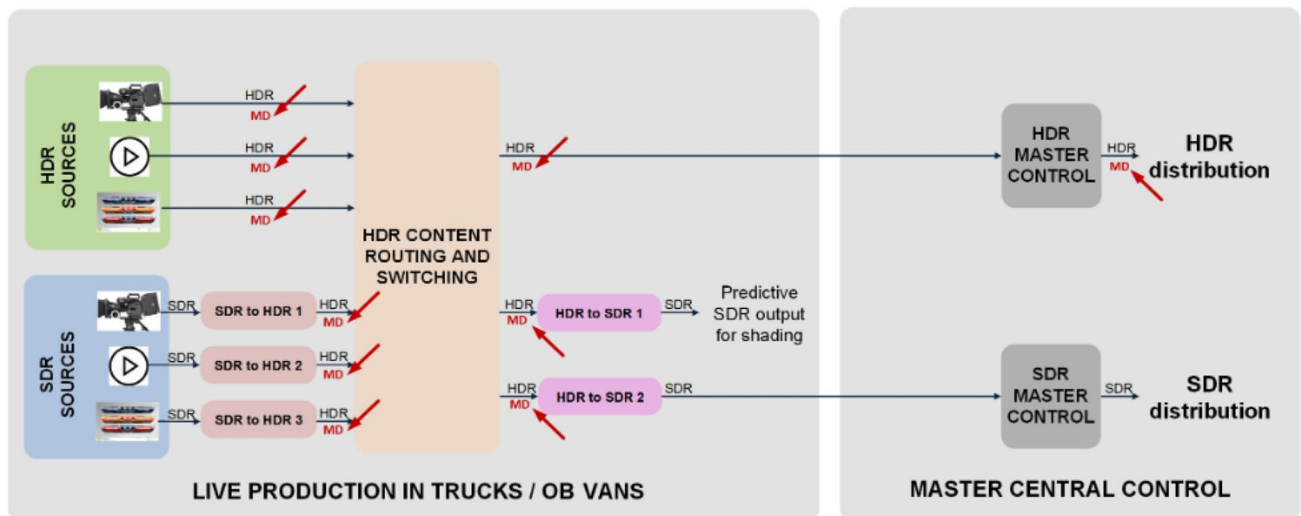 HDR
SOURCES
HDR
MD
HDR
MD
HDR
MD
SDR
SOURCES
SDR
SDR to HDR 1
HDR
MD
SDR
SDR to HDR 2
HDR
MD
SDR
SDR to HDR 3
HDR
MD
HDR CONTENT
ROUTING AND
SWITCHING
HDR
MD
HDR
MD
HDR to SDR 1
SDR
Predictive
SDR output
for shading
HDR
MD
HDR to SDR 2
SDR
LIVE PRODUCTION IN TRUCKS / OB VANS
HDR
MASTER
CONTROL
HDR
MD
HDR
distribution
SDR
MASTER
CONTROL
SDR
SDR
distribution
MASTER CENTRAL CONTROL